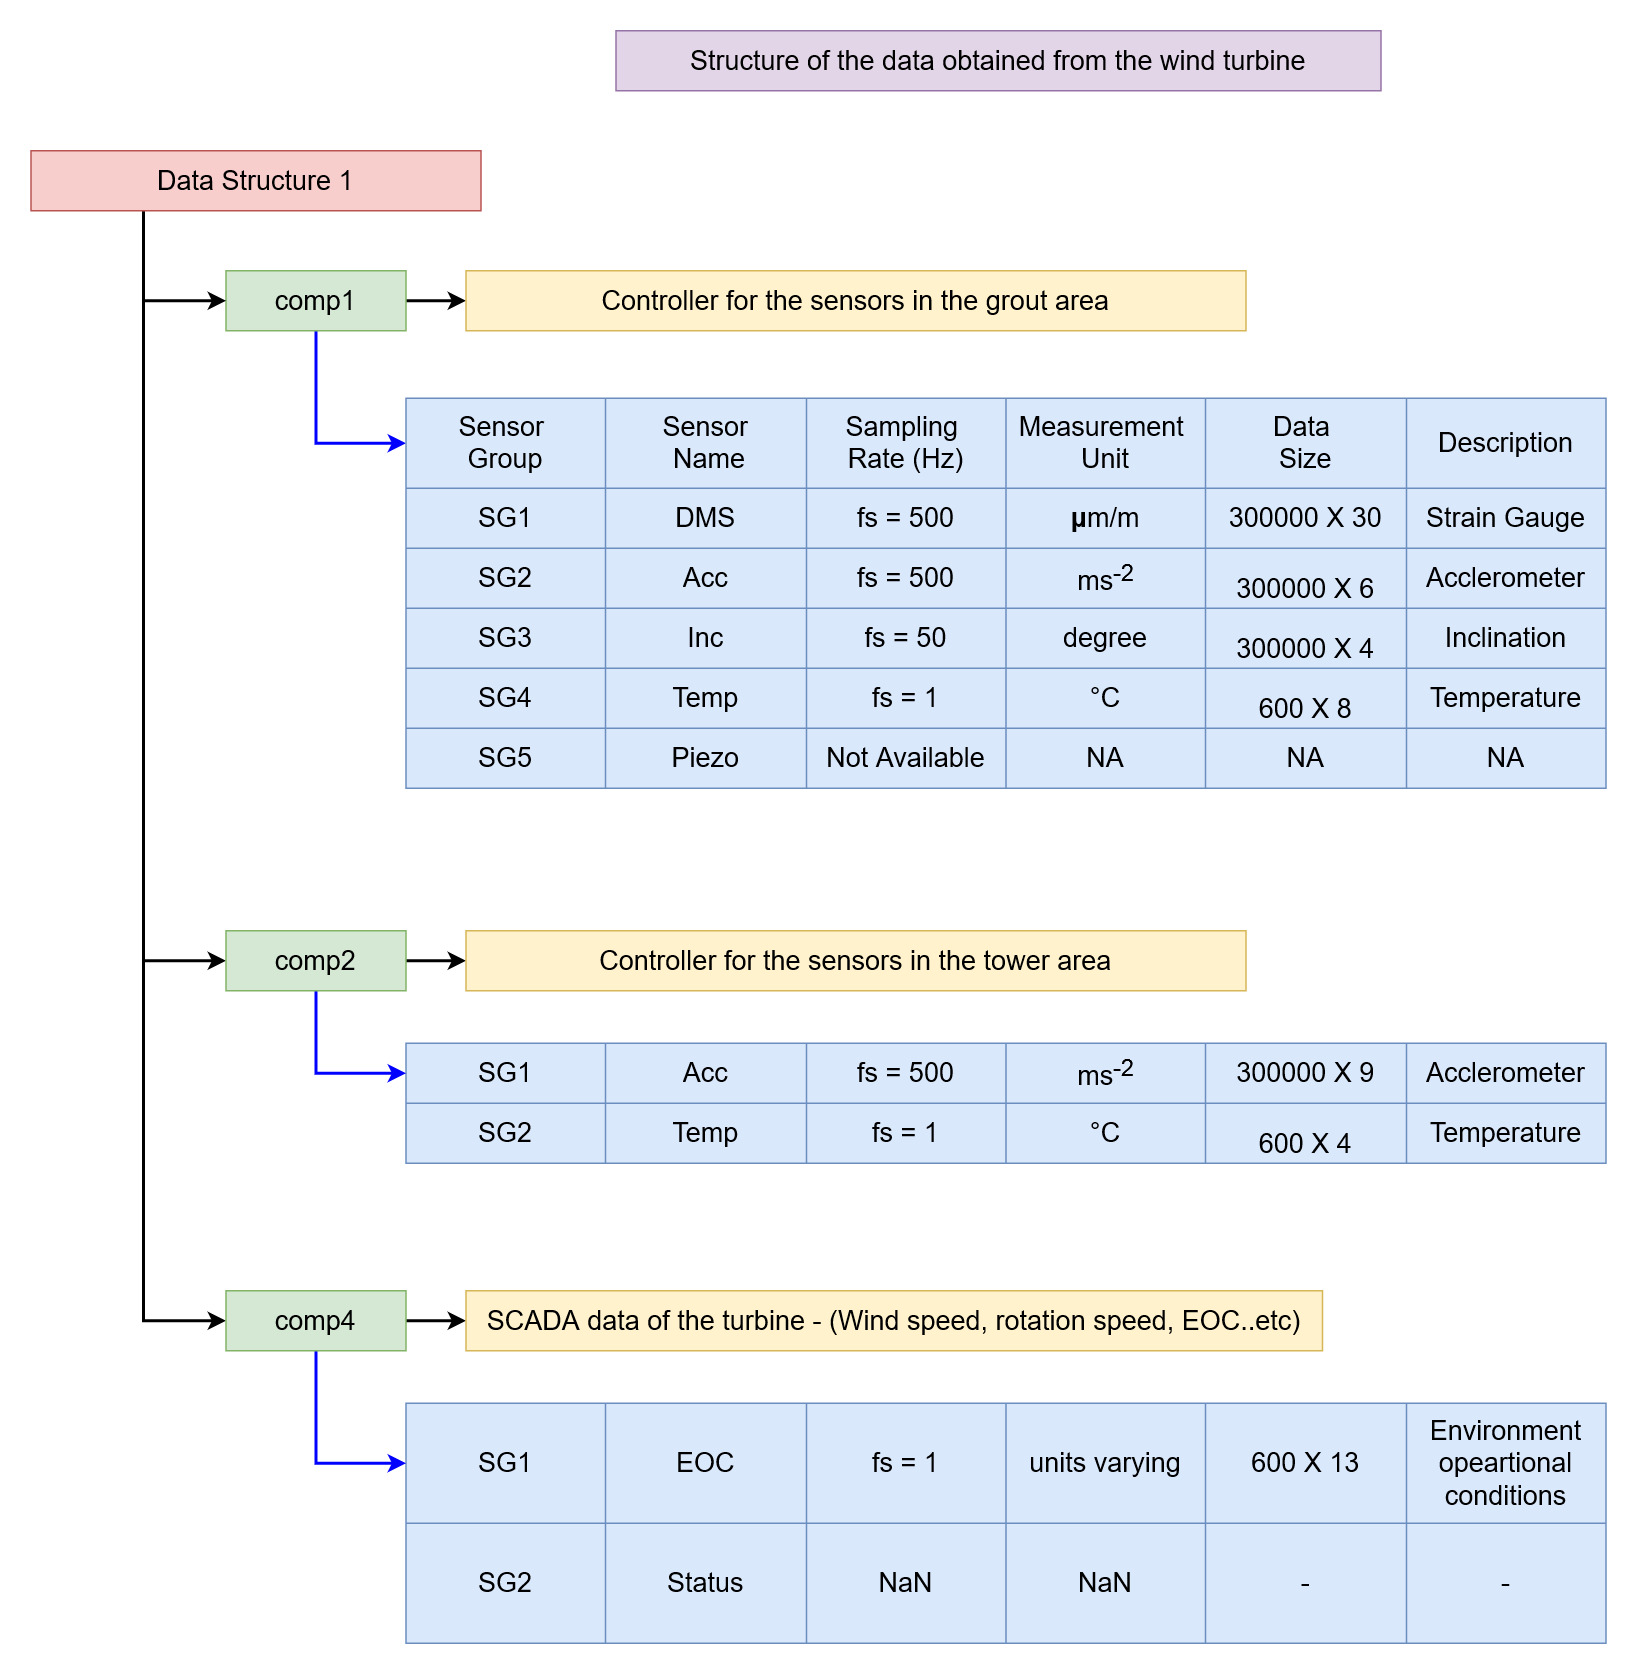 Structure of the data obtained from the wind turbine
Data Structure 1
comp1
Controller for the sensors in the grout area
Sensor Group
Sensor Name
Sampling Rate (Hz)
Measurement Unit
Data Size
Description
SG1 DMS fs = 500 µm/m 300000 X 30 Strain Gauge
SG2 Acc fs = 500 ms-2 300000 X 6 Acclerometer
SG3 Inc fs = 50 degree 300000 X 4 Inclination
SG4 Temp fs = 1 °C 600 X 8 Temperature
SG5 Piezo Not Available NA NA NA
comp2
Controller for the sensors in the tower area
SG1 Acc fs = 500 ms-2 300000 X 9 Acclerometer
SG2 Temp fs = 1 °C 600 X 4 Temperature
comp4
SCADA data of the turbine - (Wind speed, rotation speed, EOC..etc)
SG1 EOC fs = 1 units varying 600 X 13 Environment opeartional conditions
SG2 Status NaN NaN - -